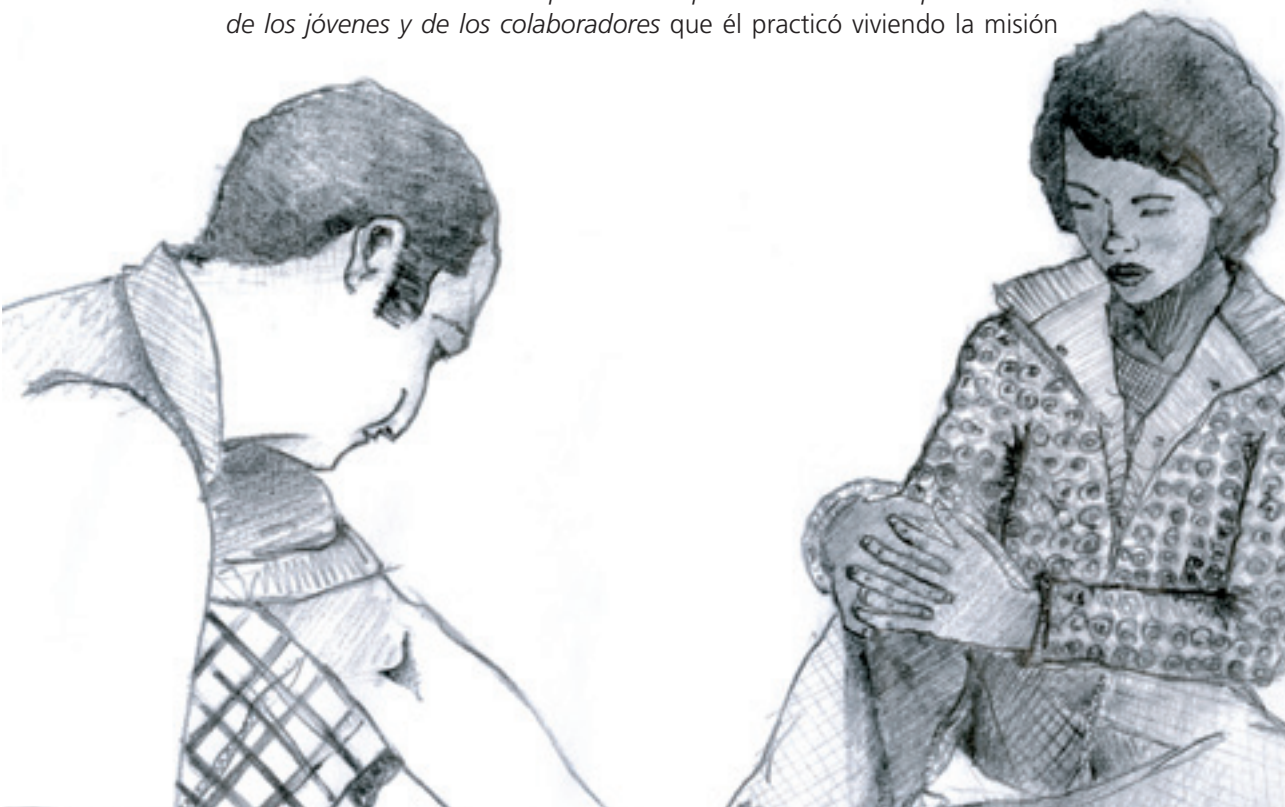 de los jóvenes y de los colaboradores que él practicó viviendo la misión